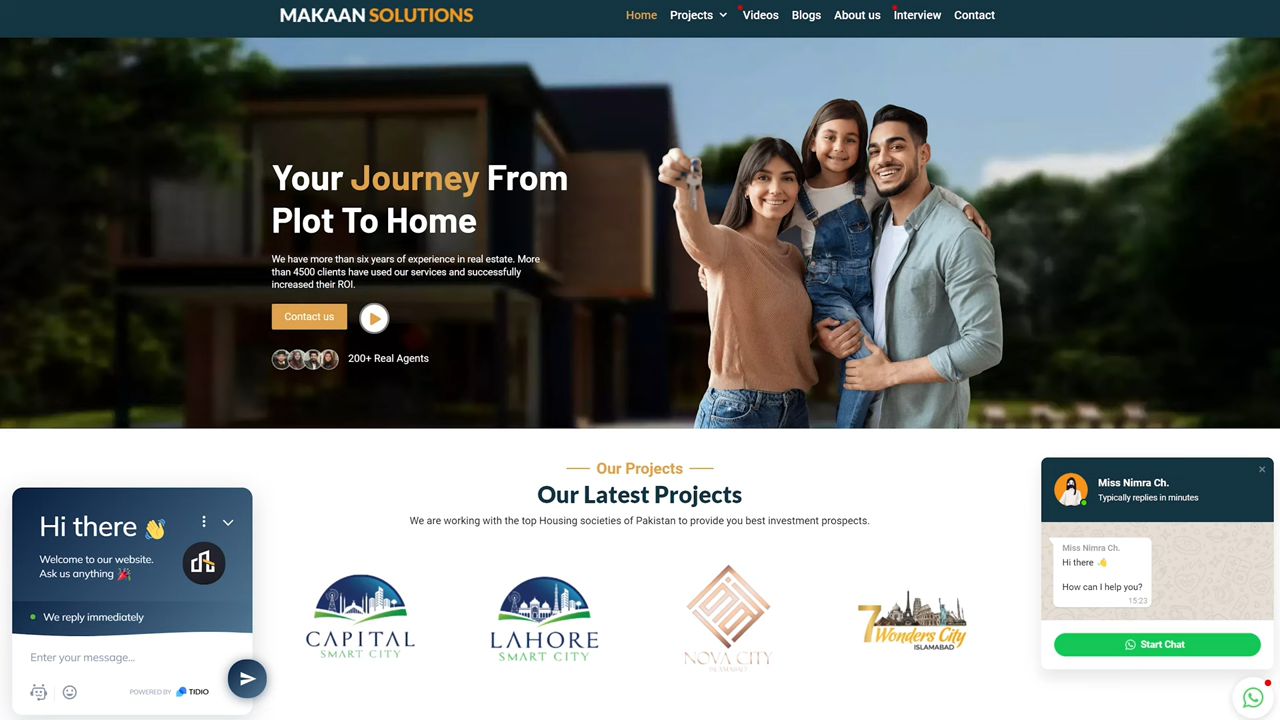 MAKAAN SOLUTIONS
Home Projects Videos Blogs About us Interview Contact
Your Journey From
Plot To Home
We have more than six years of experience in real estate. More
than 4500 clients have used our services and successfully
increased their ROI.
Contact us
200+ Real Agents
Our Projects
Our Latest Projects
We are working with the top Housing societies of Pakistan to provide you best investment prospects.
CAPITAL
SMART CITY
LAHORE
SMART CITY
NOVA CITY
ISLAMABAD
7 Wonders City
ISLAMABAD
Hi there 👋
Welcome to our website.
Ask us anything 🎉
We reply immediately
Enter your message...
POWERED BY TIDIO
Miss Nimra Ch.
Typically replies in minutes
Miss Nimra Ch.
Hi there 👋
How can I help you?
15:23
Start Chat